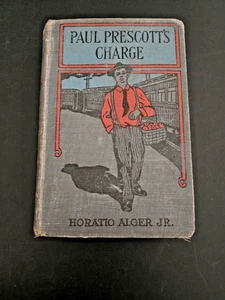 PAUL PRESCOTT'S
CHARGE
HORATIO ALGER JR.